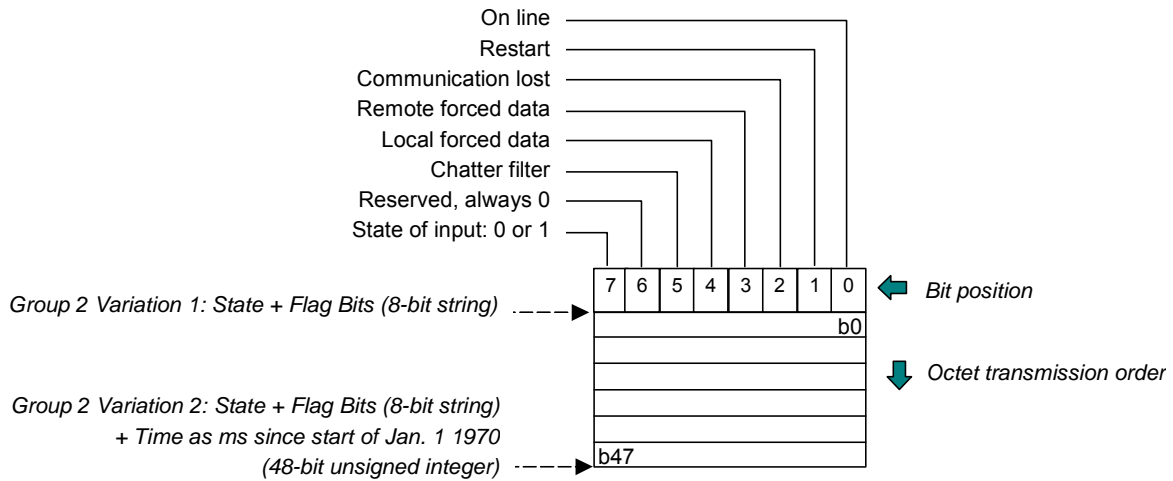 On line
Restart
Communication lost
Remote forced data
Local forced data
Chatter filter
Reserved, always 0
State of input: 0 or 1
7 6 5 4 3 2 1 0
Bit position
Group 2 Variation 1: State + Flag Bits (8-bit string)
b0
Octet transmission order
Group 2 Variation 2: State + Flag Bits (8-bit string)
+ Time as ms since start of Jan. 1 1970
(48-bit unsigned integer)
b47